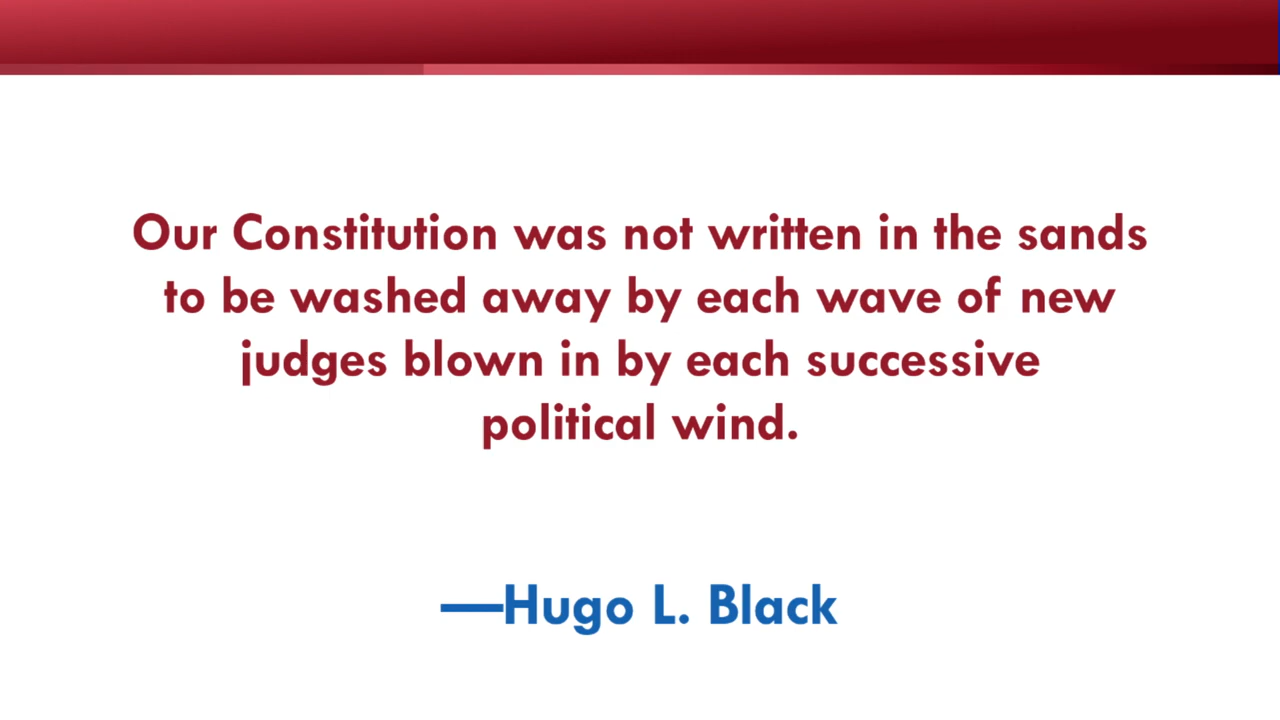 Our Constitution was not written in the sands
to be washed away by each wave of new
judges blown in by each successive
political wind.
—Hugo L. Black